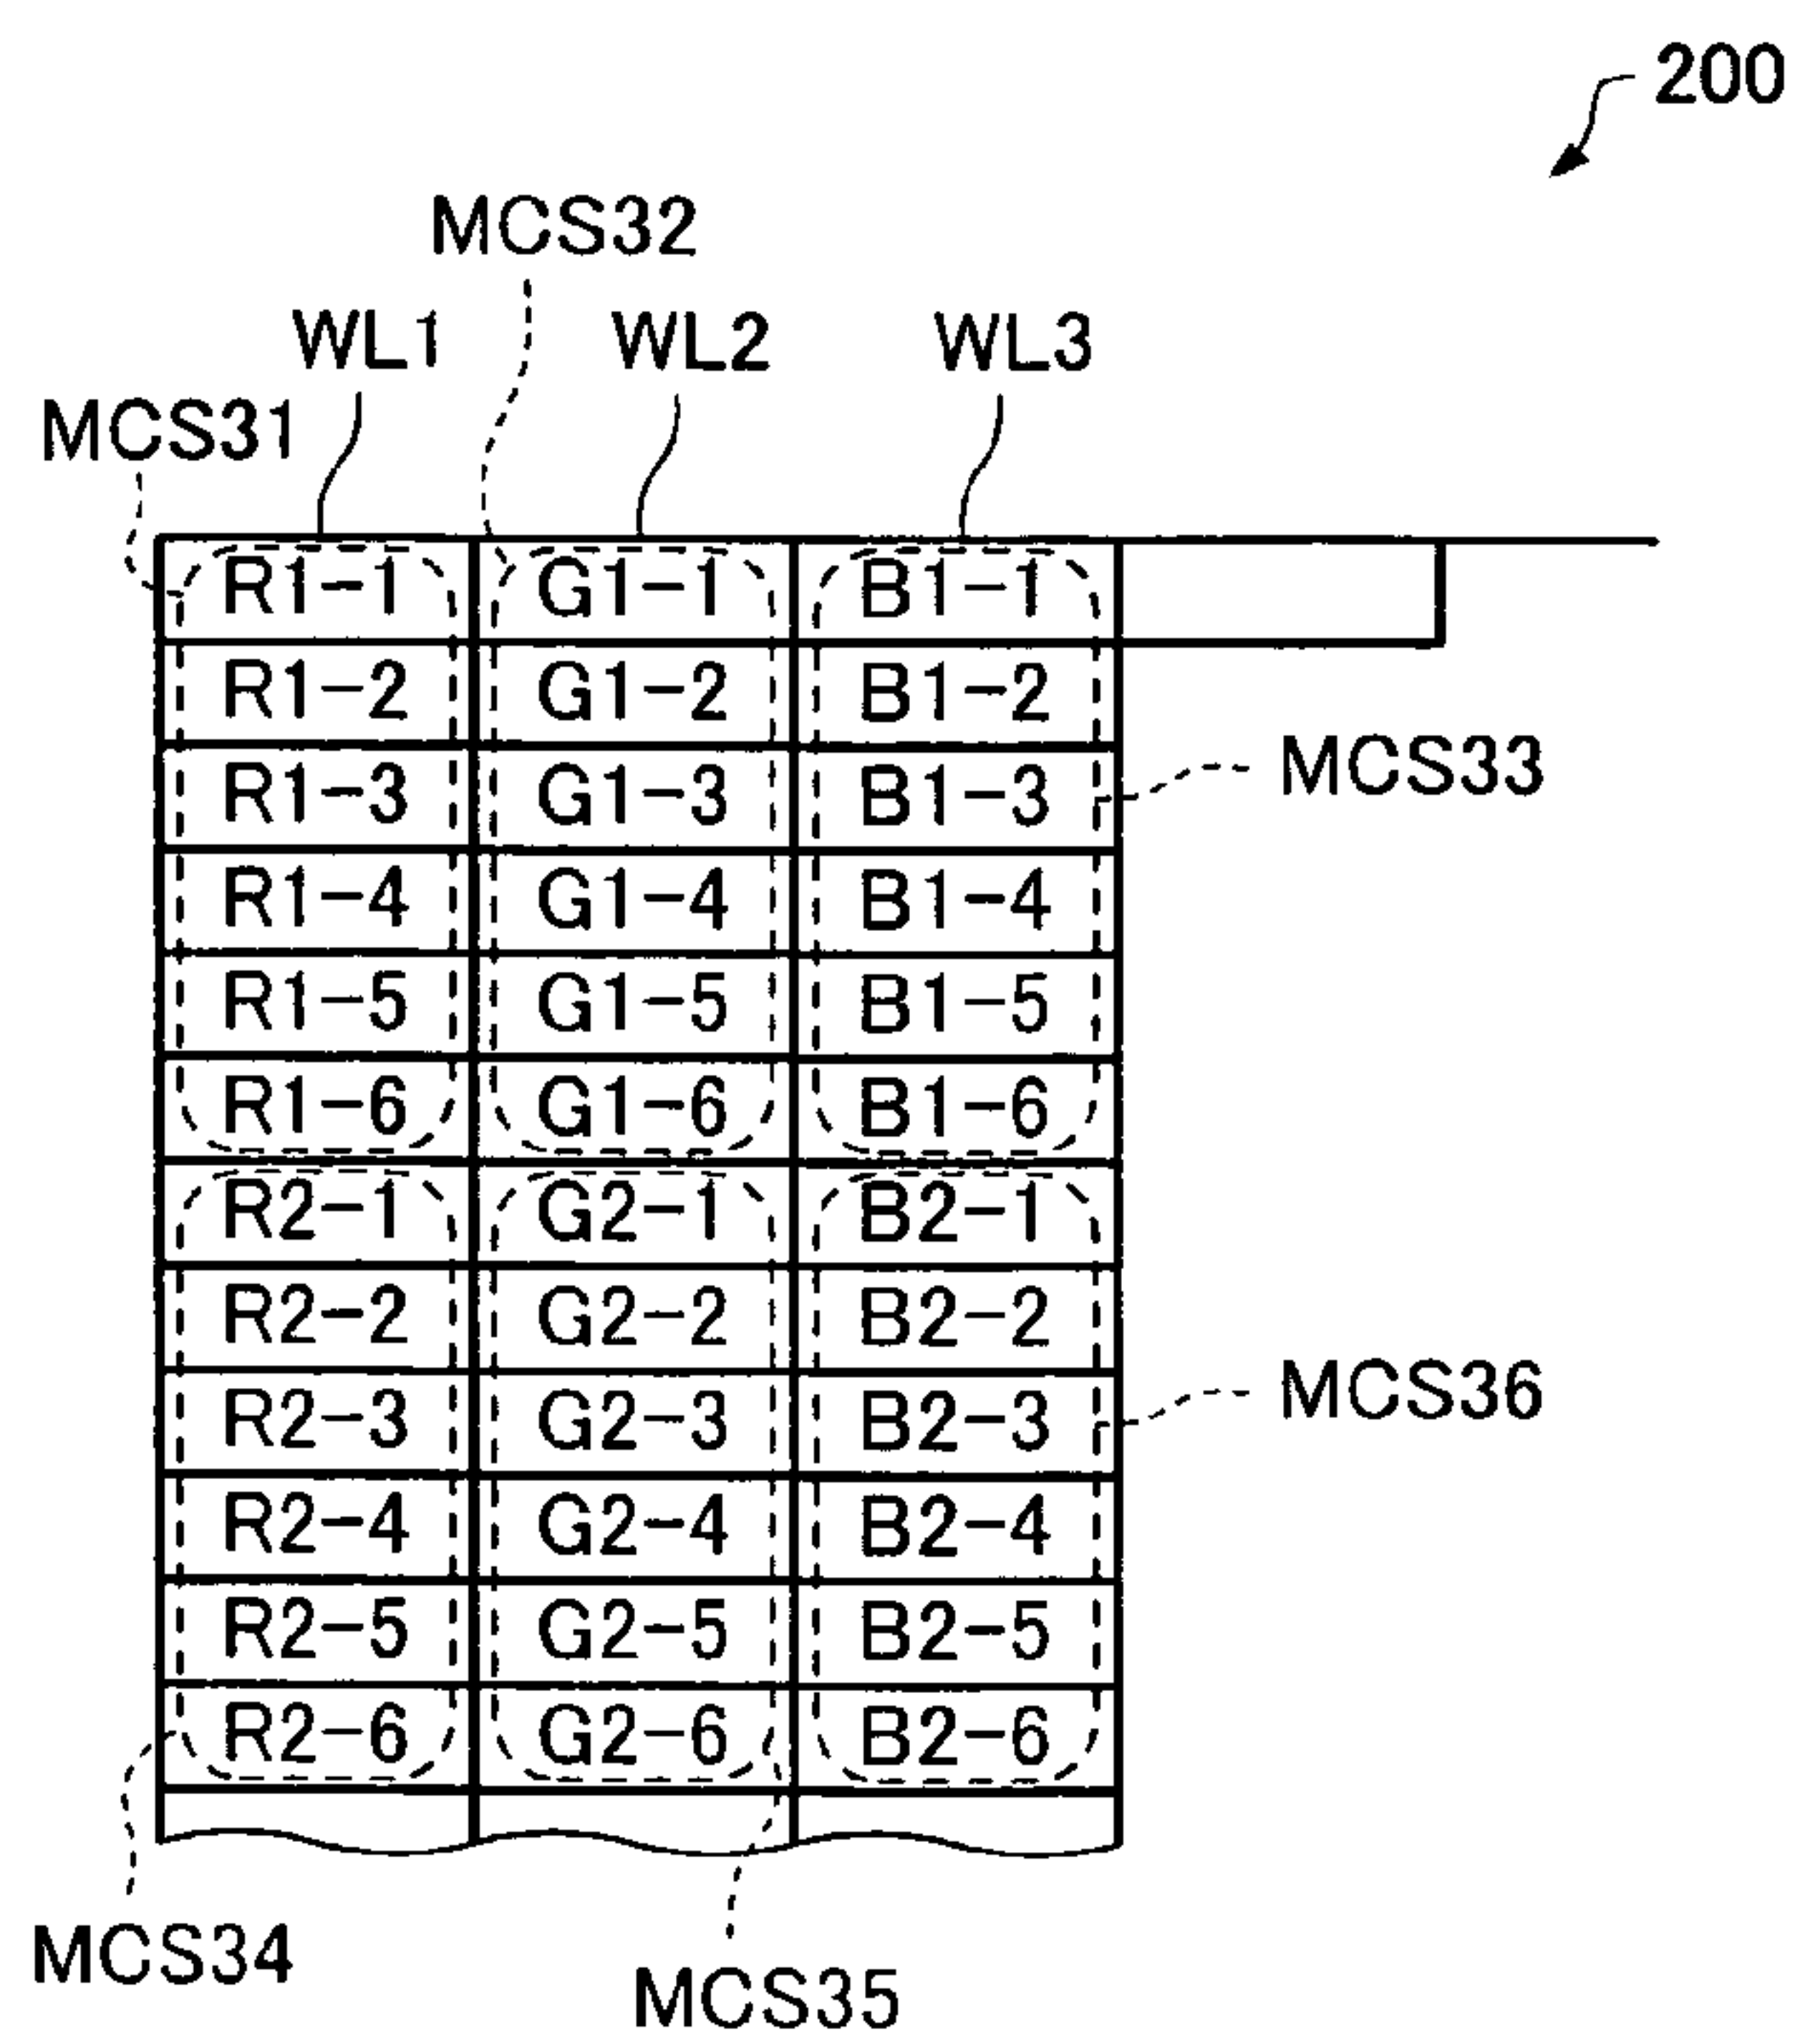 200
MCS32
WL1 WL2 WL3
MCS31
R1-1 G1-1 B1-1
R1-2 G1-2 B1-2
MCS33
R1-3 G1-3 B1-3
R1-4 G1-4 B1-4
R1-5 G1-5 B1-5
R1-6 G1-6 B1-6
R2-1 G2-1 B2-1
R2-2 G2-2 B2-2
MCS36
R2-3 G2-3 B2-3
R2-4 G2-4 B2-4
R2-5 G2-5 B2-5
R2-6 G2-6 B2-6
MCS34
MCS35